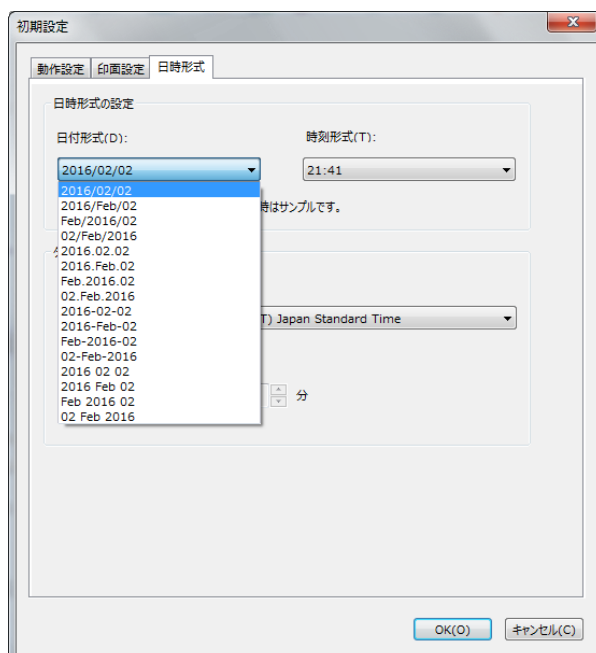 初期設定
動作設定 印面設定 日時形式
日時形式の設定
日付形式(D): 時刻形式(T):
2016/02/02 21:41
2016/02/02
2016/Feb/02
時はサンプルです。
Feb/2016/02
02/Feb/2016
2016.02.02
2016.Feb.02
Feb.2016.02
02.Feb.2016
2016-02-02
T) Japan Standard Time
2016-Feb-02
Feb-2016-02
02-Feb-2016
2016 02 02
2016 Feb 02
分
Feb 2016 02
02 Feb 2016
OK(O) キャンセル(C)